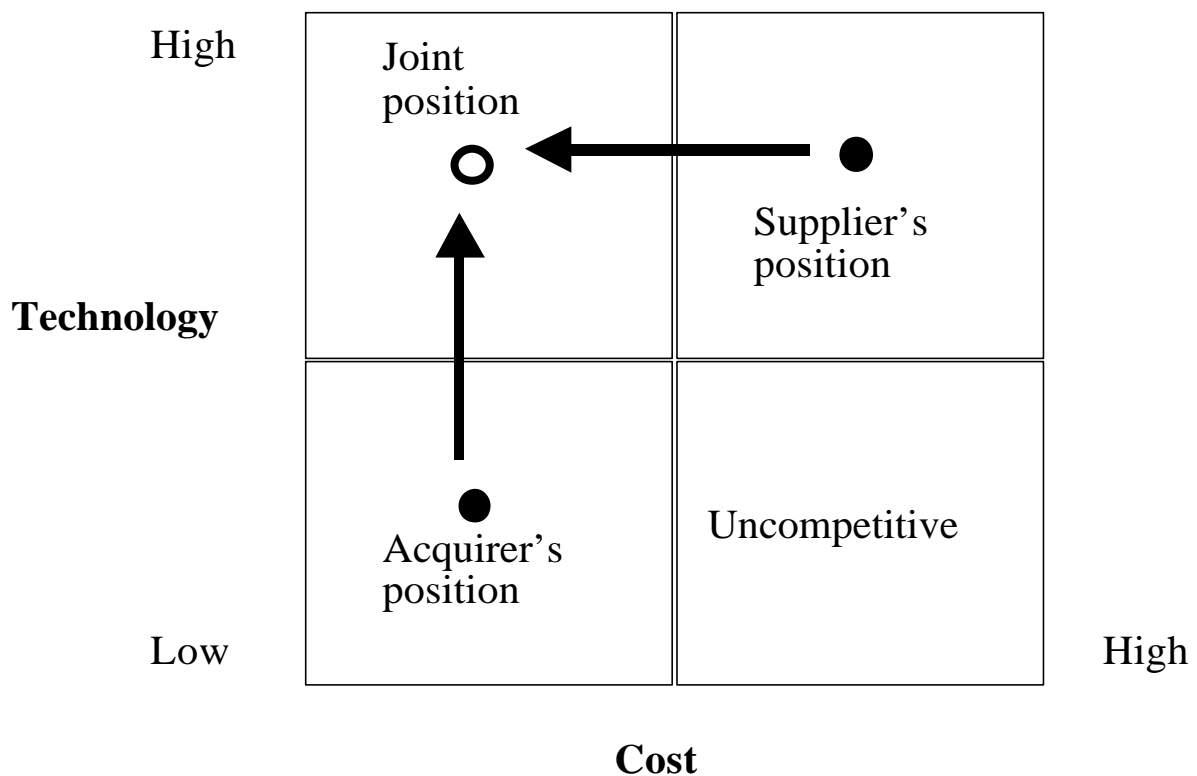 High
Joint
position
Supplier’s
position
Technology
Uncompetitive
Acquirer’s
position
Low
High
Cost